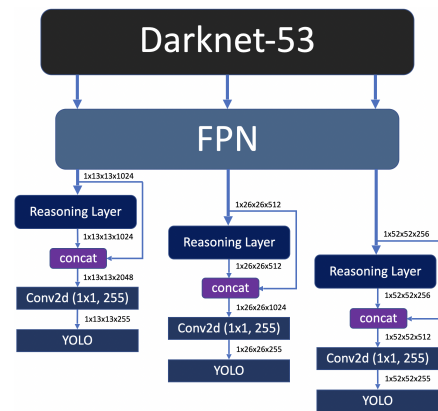 Darknet-53
FPN
1x13x13x1024
Reasoning Layer
1x13x13x1024
concat
1x13x13x2048
Conv2d (1x1, 255)
1x13x13x255
YOLO
1x26x26x512
Reasoning Layer
1x26x26x512
concat
1x26x26x1024
Conv2d (1x1, 255)
1x26x26x255
YOLO
1x52x52x256
Reasoning Layer
1x52x52x256
concat
1x52x52x512
Conv2d (1x1, 255)
1x52x52x255
YOLO